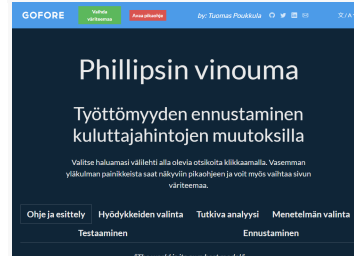 GOFORE
Vaihda
väriteemaa
Avaa pikaohje
by: Tuomas Poukkula
Phillipsin vinouma
Työttömyyden ennustaminen
kuluttajahintojen muutoksilla
Valitse haluamasi välilehti alla olevia otsikoita klikkaamalla. Vasemman
yläkulman painikkeista saat näkyviin pikaohjeen ja voit myös vaihtaa sivun
väriteemaa.
Ohje ja esittely Hyödykkeiden valinta Tutkiva analyysi Menetelmän valinta
Testaaminen Ennustaminen